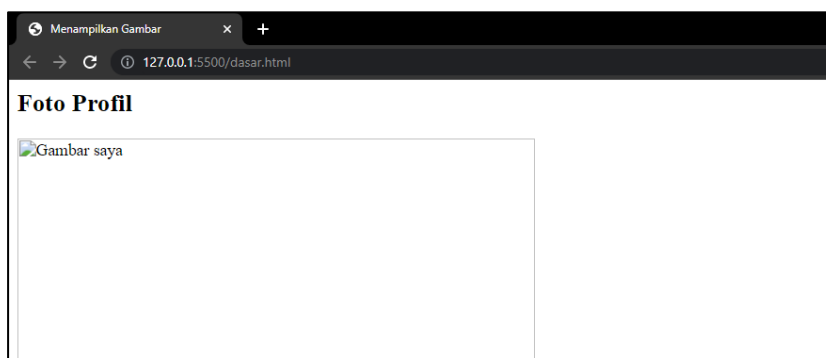 Menampilkan Gambar
127.0.0.1:5500/dasar.html
Foto Profil
Gambar saya